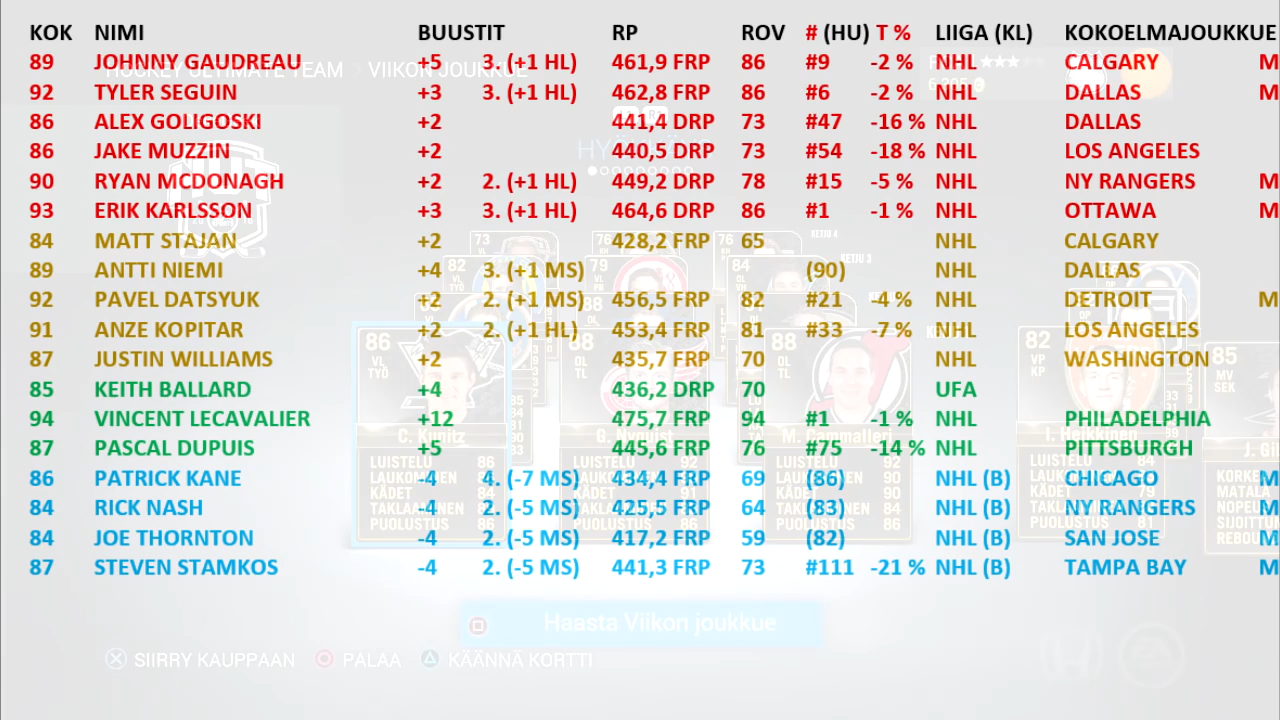 KOK NIMI BUUSTIT RP ROV # (HU) T % LIIGA (KL) KOKOELMAJOUKKUE
89 JOHNNY GAUDREAU +5 3. (+1 HL) 461,9 FRP 86 #9 -2 % NHL CALGARY M
HOCKEY ULTIMATE TEAM VIIKON JOUKKUE
92 TYLER SEGUIN +3 3. (+1 HL) 462,8 FRP 86 #6 -2 % NHL DALLAS M
86 ALEX GOLIGOSKI +2 441,4 DRP 73 #47 -16 % NHL DALLAS
86 JAKE MUZZIN +2 440,5 DRP 73 #54 -18 % NHL LOS ANGELES
90 RYAN MCDONAGH +2 2. (+1 HL) 449,2 DRP 78 #15 -5 % NHL NY RANGERS M
93 ERIK KARLSSON +3 3. (+1 HL) 464,6 DRP 86 #1 -1 % NHL OTTAWA M
84 MATT STAJAN +2 428,2 FRP 65 NHL CALGARY
89 ANTTI NIEMI +4 3. (+1 MS) (90) NHL DALLAS
92 PAVEL DATSYUK +2 2. (+1 MS) 456,5 FRP 82 #21 -4 % NHL DETROIT M
91 ANZE KOPITAR +2 2. (+1 HL) 453,4 FRP 81 #33 -7 % NHL LOS ANGELES
87 JUSTIN WILLIAMS +2 435,7 FRP 70 NHL WASHINGTON
85 KEITH BALLARD +4 436,2 DRP 70 UFA
94 VINCENT LECAVALIER +12 475,7 FRP 94 #1 -1 % NHL PHILADELPHIA
87 PASCAL DUPUIS +5 445,6 FRP 76 #75 -14 % NHL PITTSBURGH
86 PATRICK KANE -4 4. (-7 MS) 434,4 FRP 69 (86) NHL (B) CHICAGO M
84 RICK NASH -4 2. (-5 MS) 425,5 FRP 64 (83) NHL (B) NY RANGERS M
84 JOE THORNTON -4 2. (-5 MS) 417,2 FRP 59 (82) NHL (B) SAN JOSE M
87 STEVEN STAMKOS -4 2. (-5 MS) 441,3 FRP 73 #111 -21 % NHL (B) TAMPA BAY M
Haasta Viikon joukkue
SIIRRY KAUPPAAN PALAA KÄÄNNÄ KORTTI